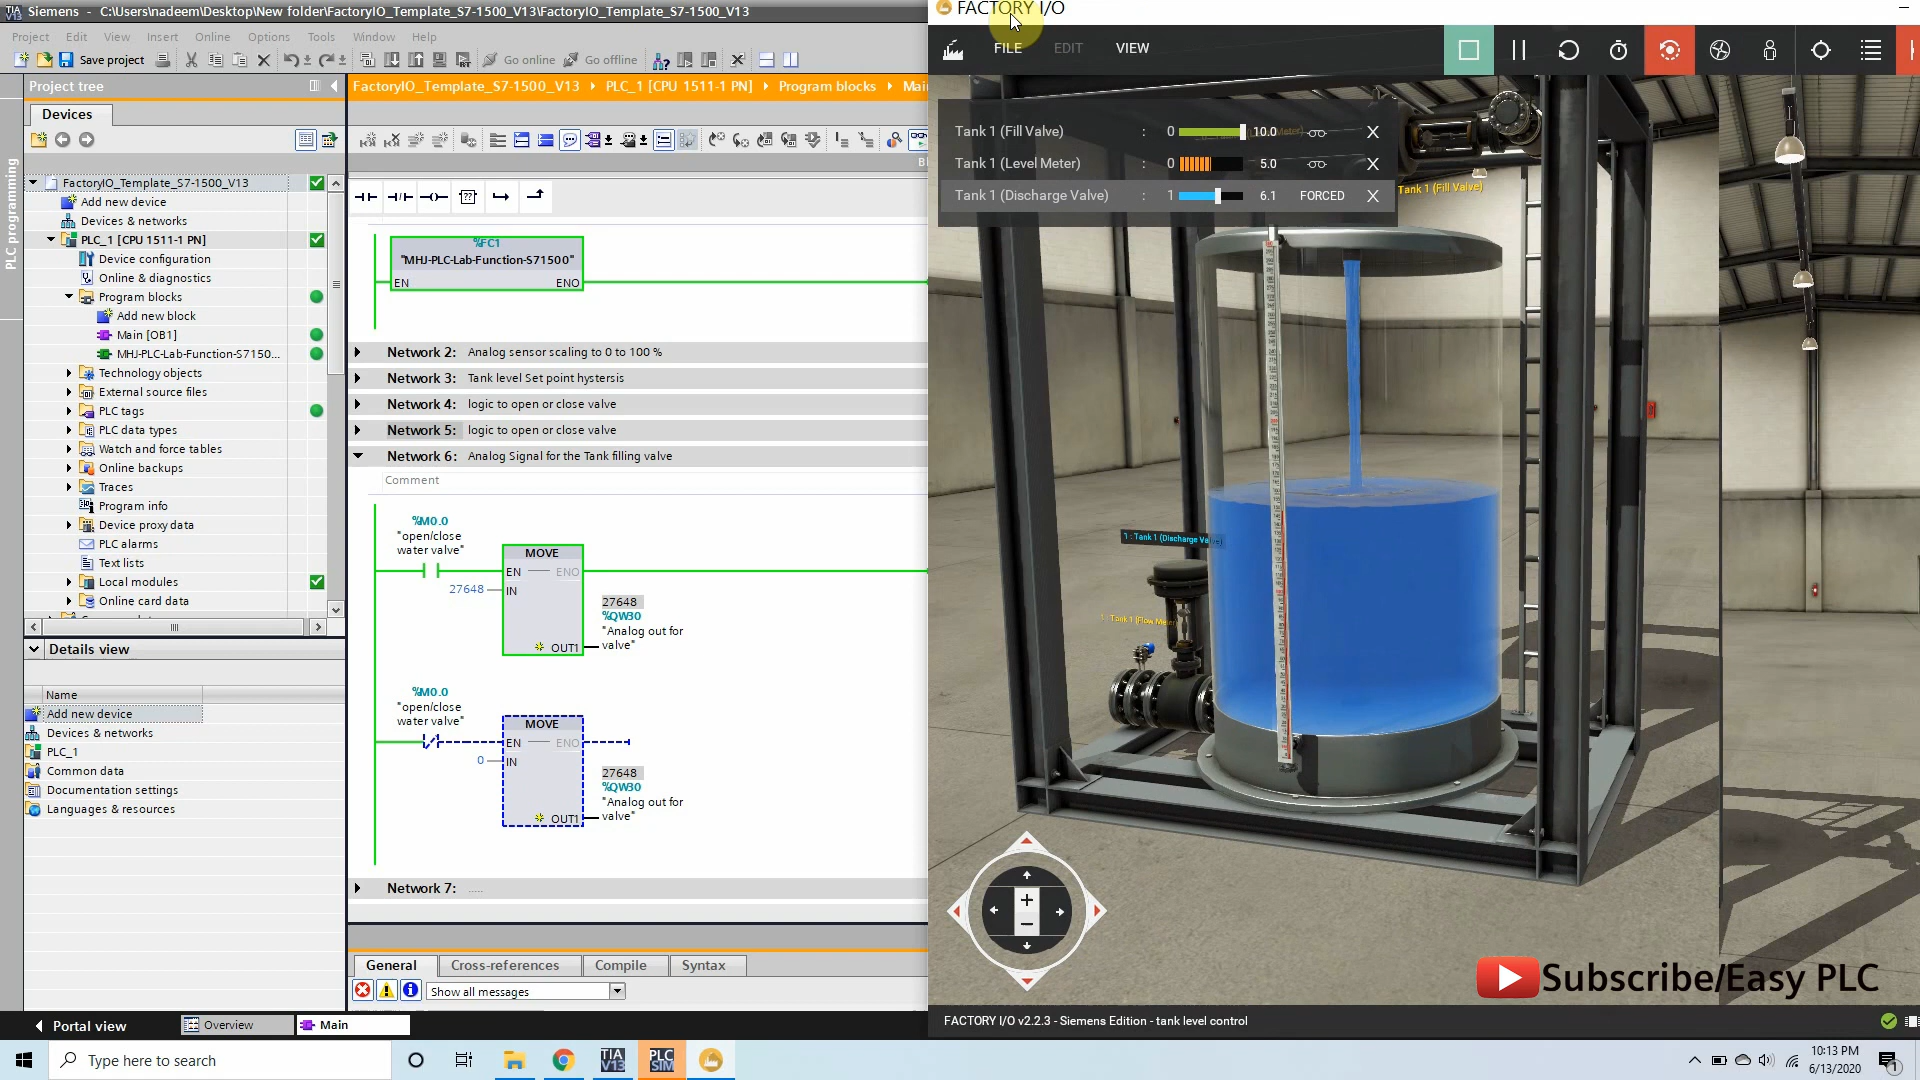 Siemens - C:\Users\nadeem\Desktop\New folder\FactoryIO_Template_S7-1500_V13\FactoryIO_Template_S7-1500_V13
Project Edit View Insert Online Options Tools Window Help
Save project
Go online
Go offline
Project tree
Devices
PLC programming
FactoryIO_Template_S7-1500_V13
Add new device
Devices & networks
PLC_1 [CPU 1511-1 PN]
Device configuration
Online & diagnostics
Program blocks
Add new block
Main [OB1]
MHJ-PLC-Lab-Function-S7150...
Technology objects
External source files
PLC tags
PLC data types
Watch and force tables
Online backups
Traces
Program info
Device proxy data
PLC alarms
Text lists
Local modules
Online card data
Details view
Name
Add new device
Devices & networks
PLC_1
Common data
Documentation settings
Languages & resources
FactoryIO_Template_S7-1500_V13 PLC_1 [CPU 1511-1 PN] Program blocks Mai
%FC1
"MHJ-PLC-Lab-Function-S71500"
EN ENO
Network 2: Analog sensor scaling to 0 to 100 %
Network 3: Tank level Set point hystersis
Network 4: logic to open or close valve
Network 5: logic to open or close valve
Network 6: Analog Signal for the Tank filling valve
Comment
%M0.0
"open/close
water valve"
MOVE
EN ENO
27648 IN
27648
%QW30
"Analog out for
valve"
OUT1
%M0.0
"open/close
water valve"
MOVE
EN ENO
0 IN
27648
%QW30
"Analog out for
valve"
OUT1
Network 7: .....
General Cross-references Compile Syntax
Show all messages
Portal view
Overview
Main
FACTORY I/O
FILE EDIT VIEW
Tank 1 (Fill Valve) : 0 10.0 X
Tank 1 (Level Meter) : 0 5.0 X
Tank 1 (Discharge Valve) : 1 6.1 FORCED X
Tank 1 (Fill Valve)
1 : Tank 1 (Discharge Valve)
1 : Tank 1 (Flow Meter)
Subscribe/Easy PLC
FACTORY I/O v2.2.3 - Siemens Edition - tank level control
Type here to search
TIA
V13
PLC
SIM
10:13 PM
6/13/2020
1